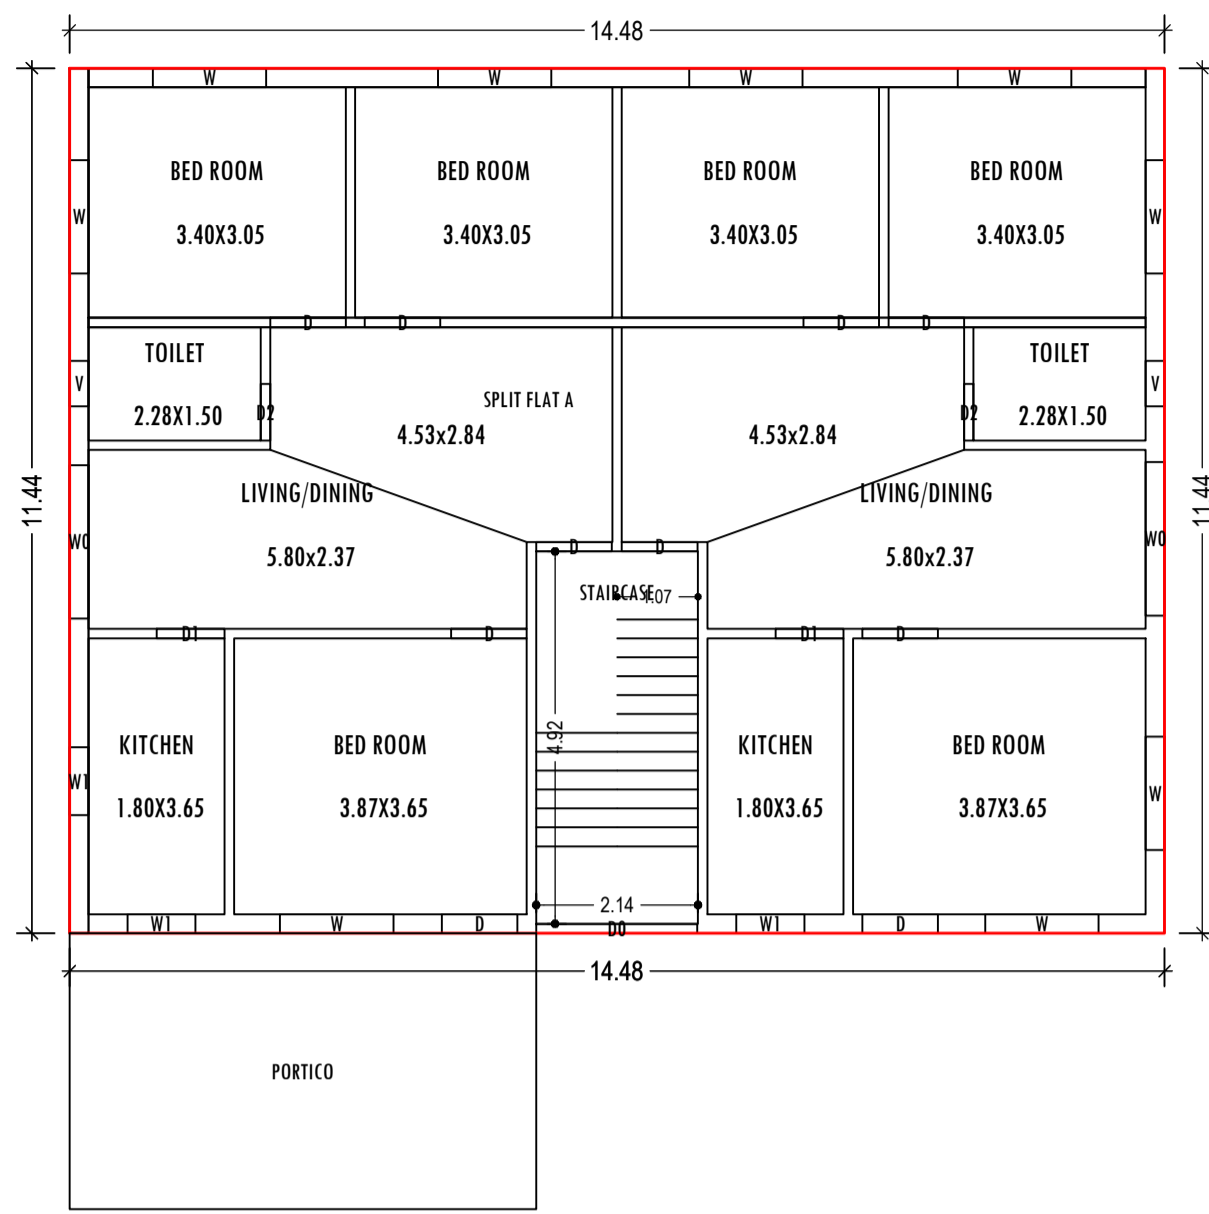 14.48
W W W W
BED ROOM BED ROOM BED ROOM BED ROOM
W W
3.40X3.05 3.40X3.05 3.40X3.05 3.40X3.05
D D D D
TOILET TOILET
V V
SPLIT FLAT A
2.28X1.50 D2 D2 2.28X1.50
4.53x2.84 4.53x2.84
LIVING/DINING LIVING/DINING
11.44 11.44
W0 D D W0
5.80x2.37 5.80x2.37
STAIRCASE 1.07
D1 D D1 D
4.92
KITCHEN BED ROOM KITCHEN BED ROOM
W1 W
1.80X3.65 3.87X3.65 1.80X3.65 3.87X3.65
2.14
W1 W D D0 W1 D W
14.48
PORTICO